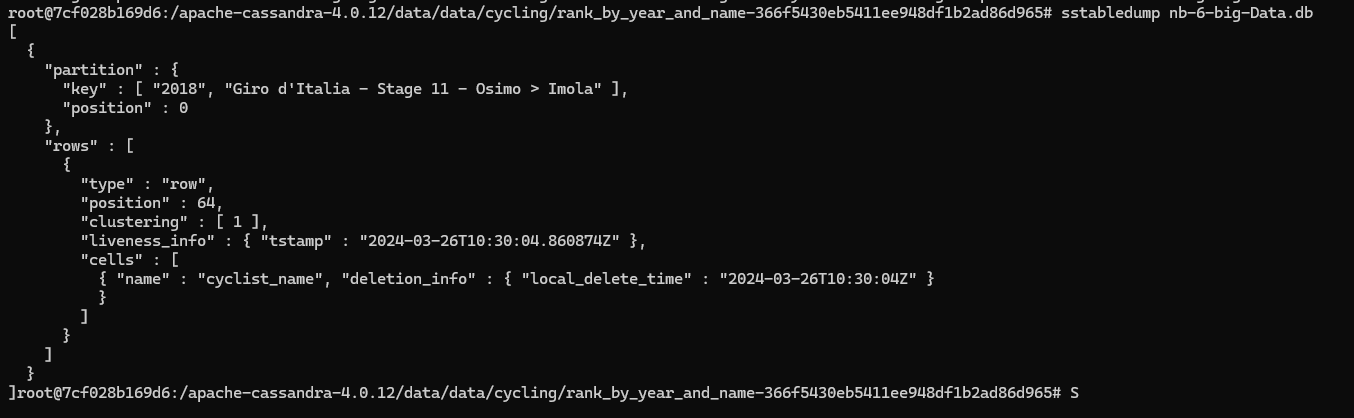 root@7cf028b169d6:/apache-cassandra-4.0.12/data/data/cycling/rank_by_year_and_name-366f5430eb5411ee948df1b2ad86d965# sstabledump nb-6-big-Data.db
[
  {
    "partition" : {
      "key" : [ "2018", "Giro d'Italia - Stage 11 - Osimo > Imola" ],
      "position" : 0
    },
    "rows" : [
      {
        "type" : "row",
        "position" : 64,
        "clustering" : [ 1 ],
        "liveness_info" : { "tstamp" : "2024-03-26T10:30:04.860874Z" },
        "cells" : [
          { "name" : "cyclist_name", "deletion_info" : { "local_delete_time" : "2024-03-26T10:30:04Z" }
          }
        ]
      }
    ]
  }
]root@7cf028b169d6:/apache-cassandra-4.0.12/data/data/cycling/rank_by_year_and_name-366f5430eb5411ee948df1b2ad86d965# S